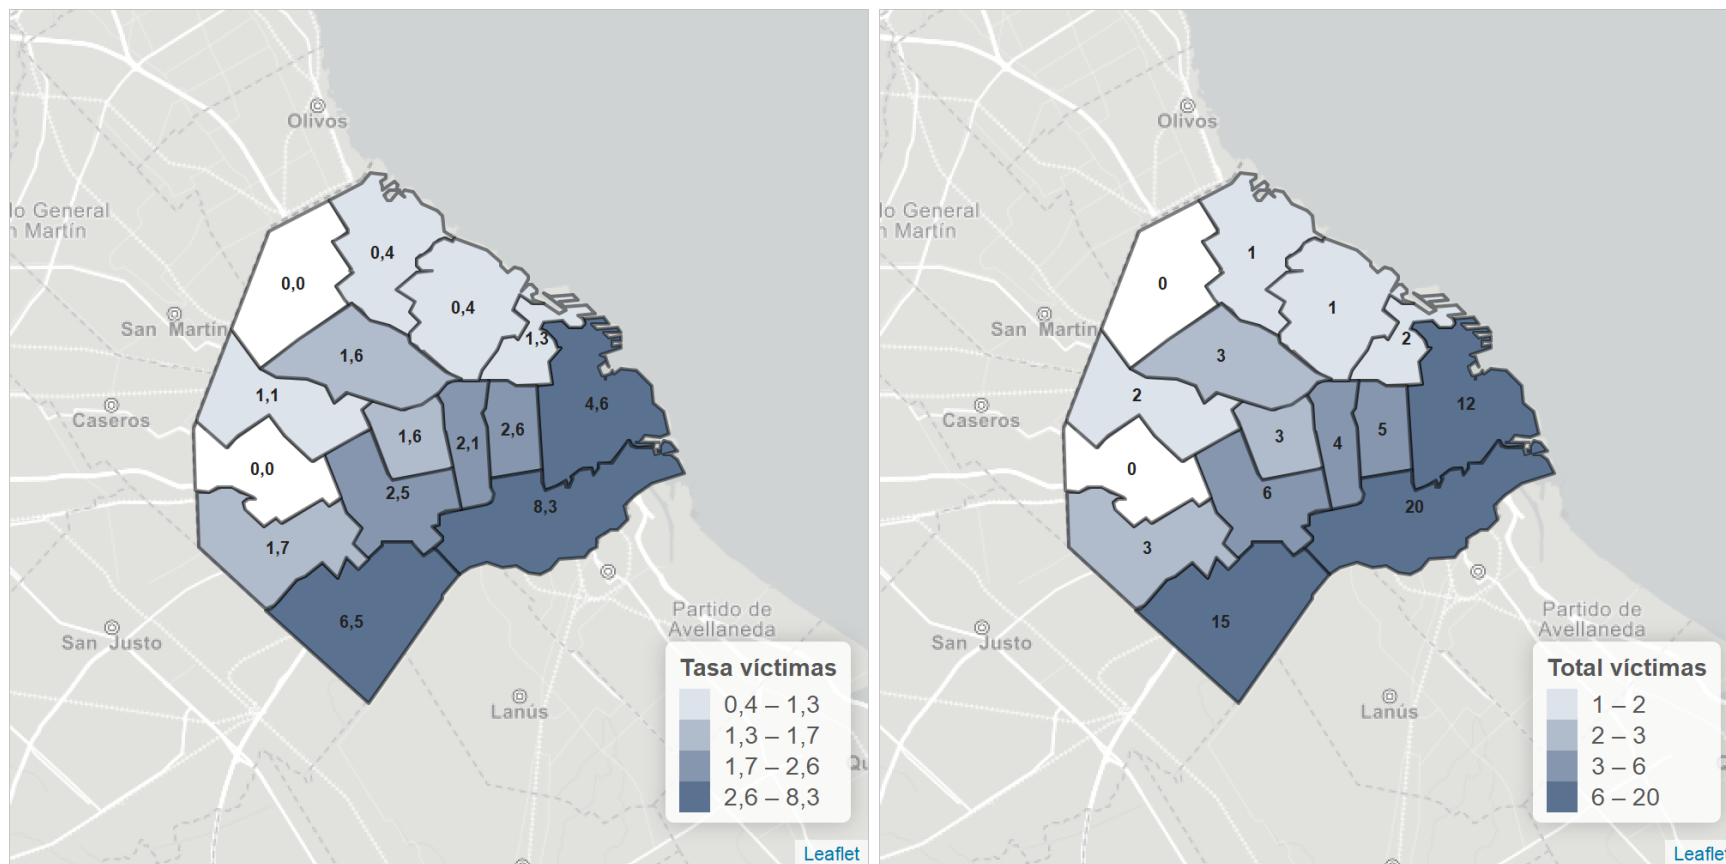 Olivos
lo General
n Martín
San Martín
Caseros
San Justo
Lanús
Partido de
Avellaneda
0,0
0,4
0,4
1,3
1,6
1,1
4,6
1,6
2,1
2,6
0,0
2,5
8,3
1,7
6,5
Tasa víctimas
0,4 – 1,3
1,3 – 1,7
1,7 – 2,6
2,6 – 8,3
Qu
Leaflet
Olivos
lo General
n Martín
San Martín
Caseros
San Justo
Lanús
Partido de
Avellaneda
0
1
1
2
3
2
12
3
4
5
0
6
20
3
15
Total víctimas
1 – 2
2 – 3
3 – 6
6 – 20
Leaflet